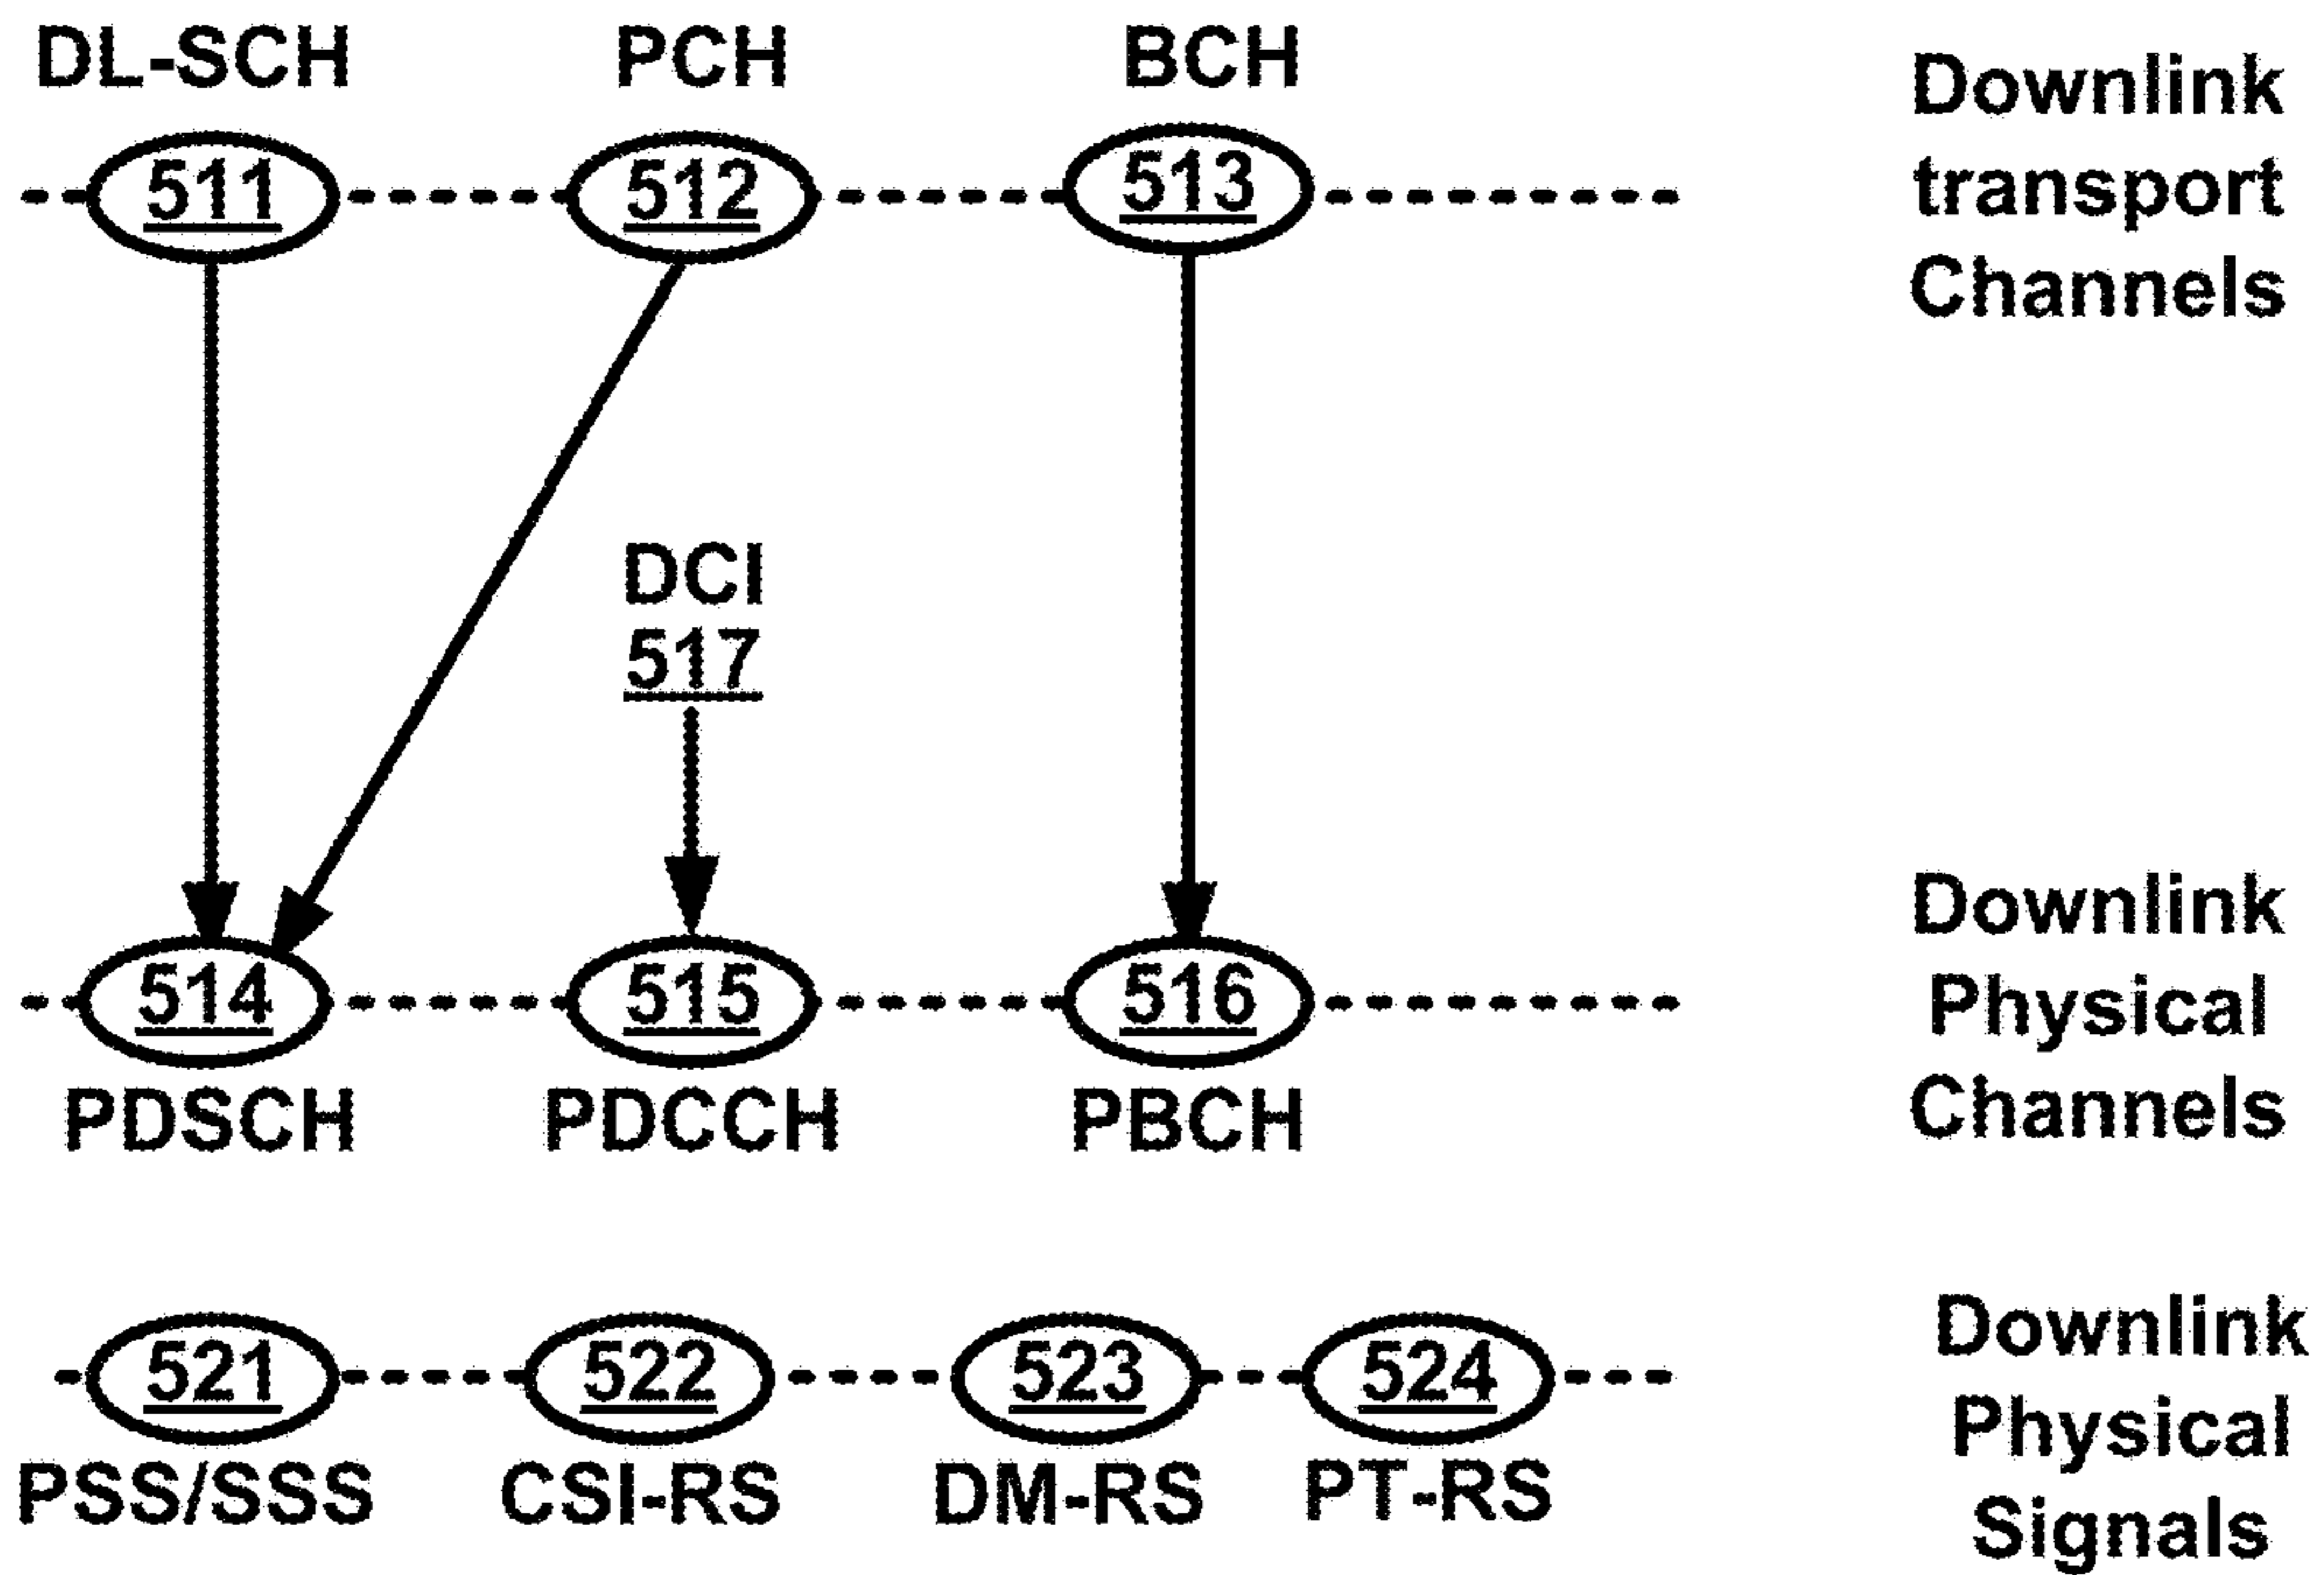 DL-SCH PCH BCH
511 512 513
Downlink
transport
Channels
DCI
517
514 515 516
PDSCH PDCCH PBCH
Downlink
Physical
Channels
521 522 523 524
PSS/SSS CSI-RS DM-RS PT-RS
Downlink
Physical
Signals